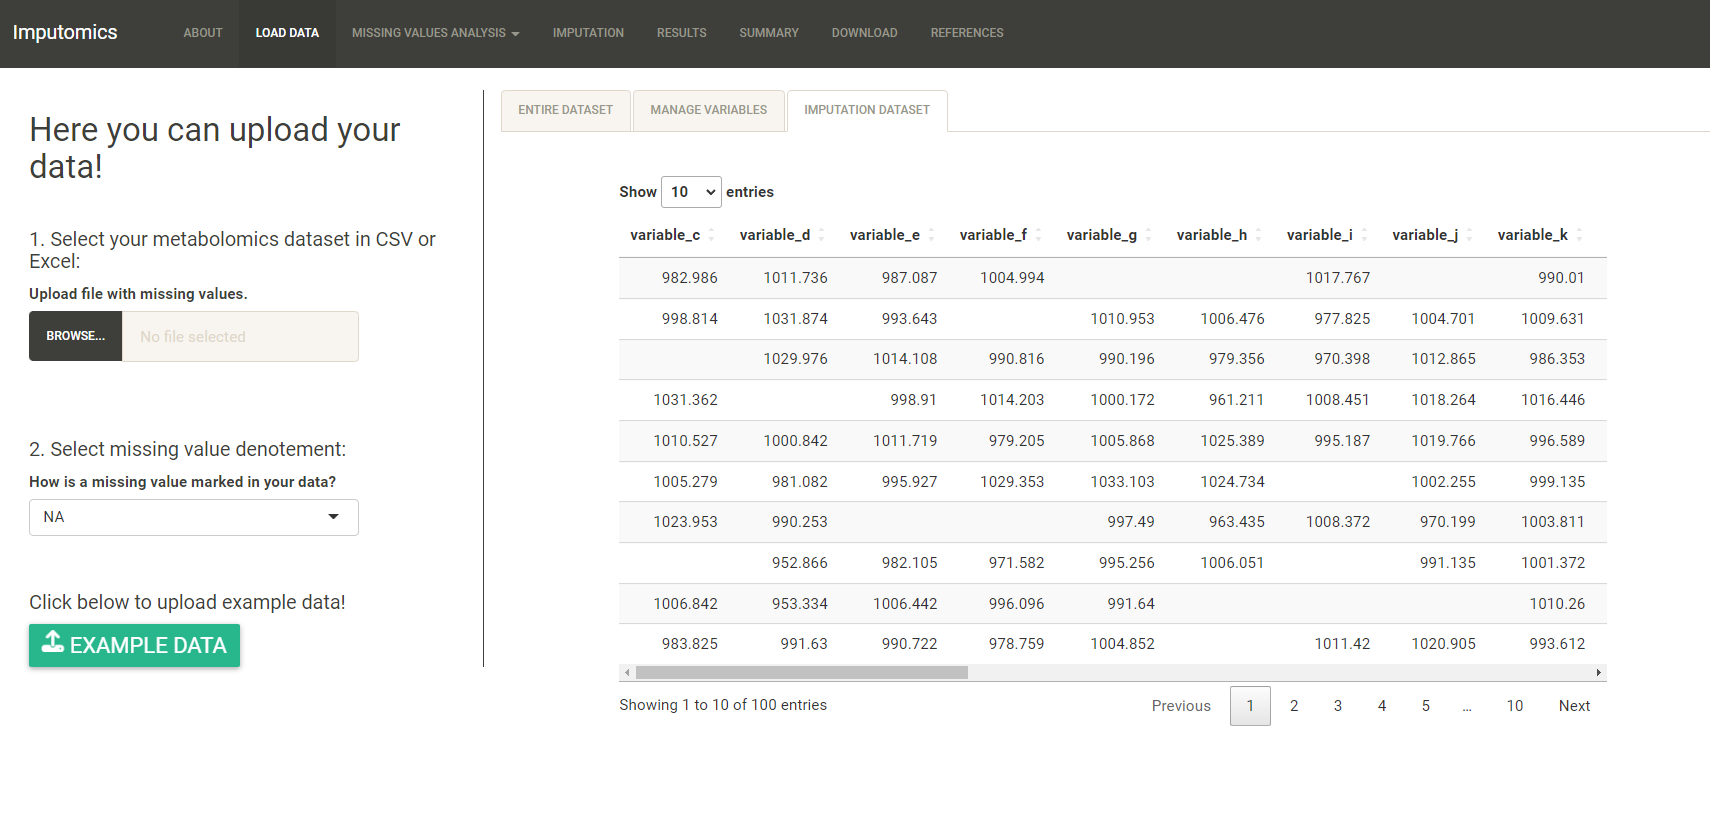 Imputomics ABOUT LOAD DATA MISSING VALUES ANALYSIS IMPUTATION RESULTS SUMMARY DOWNLOAD REFERENCES
Here you can upload your
data!
1. Select your metabolomics dataset in CSV or
Excel:
Upload file with missing values.
BROWSE... No file selected
2. Select missing value denotement:
How is a missing value marked in your data?
NA
Click below to upload example data!
EXAMPLE DATA
ENTIRE DATASET MANAGE VARIABLES IMPUTATION DATASET
Show 10 entries
variable_c variable_d variable_e variable_f variable_g variable_h variable_i variable_j variable_k
982.986 1011.736 987.087 1004.994 1017.767 990.01
998.814 1031.874 993.643 1010.953 1006.476 977.825 1004.701 1009.631
1029.976 1014.108 990.816 990.196 979.356 970.398 1012.865 986.353
1031.362 998.91 1014.203 1000.172 961.211 1008.451 1018.264 1016.446
1010.527 1000.842 1011.719 979.205 1005.868 1025.389 995.187 1019.766 996.589
1005.279 981.082 995.927 1029.353 1033.103 1024.734 1002.255 999.135
1023.953 990.253 997.49 963.435 1008.372 970.199 1003.811
952.866 982.105 971.582 995.256 1006.051 991.135 1001.372
1006.842 953.334 1006.442 996.096 991.64 1010.26
983.825 991.63 990.722 978.759 1004.852 1011.42 1020.905 993.612
Showing 1 to 10 of 100 entries
Previous 1 2 3 4 5 ... 10 Next